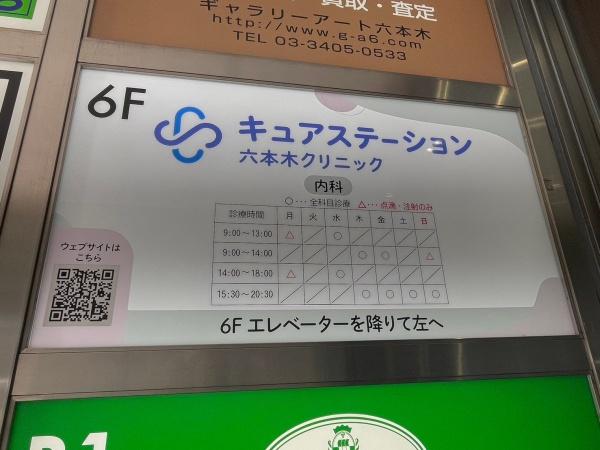 買取・査定
ギャラリーアート六本木
http://www.g-a6.com
TEL 03-3405-0533
6F
キュアステーション
六本木クリニック
内科
○･･･全科目診療 △･･･点滴・注射のみ
診療時間 月 火 水 木 金 土 日
9:00～13:00 △ ／ ○ ／ ／ ／ ／
9:00～14:00 ／ ／ ／ ○ ○ ／ △
14:00～18:00 △ ／ ○ ／ ／ ／ ／
15:30～20:30 ／ ／ ／ ○ ○ ○ ○
ウェブサイトは
こちら
6F エレベーターを降りて左へ
B1